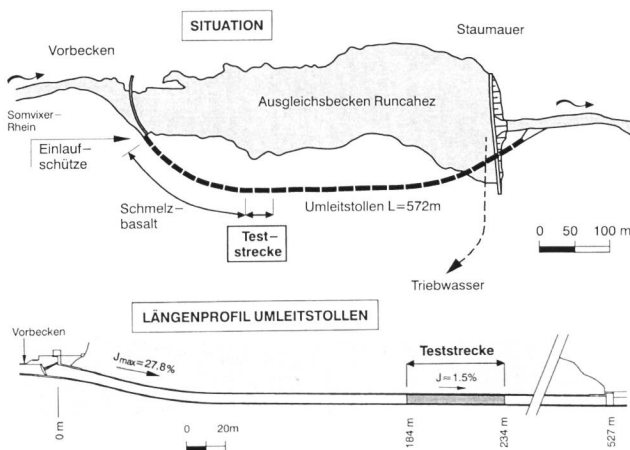 SITUATION
Vorbecken
Staumauer
Somvixer-
Rhein
Ausgleichsbecken Runcahez
Einlauf-
schütze
Schmelz-
basalt
Umleitstollen L=572m
Test-
strecke
0 50 100 m
Triebwasser
LÄNGENPROFIL UMLEITSTOLLEN
Vorbecken
Jmax=27.8%
Teststrecke
J=1.5%
0 20m
0 m
184 m
234 m
527 m